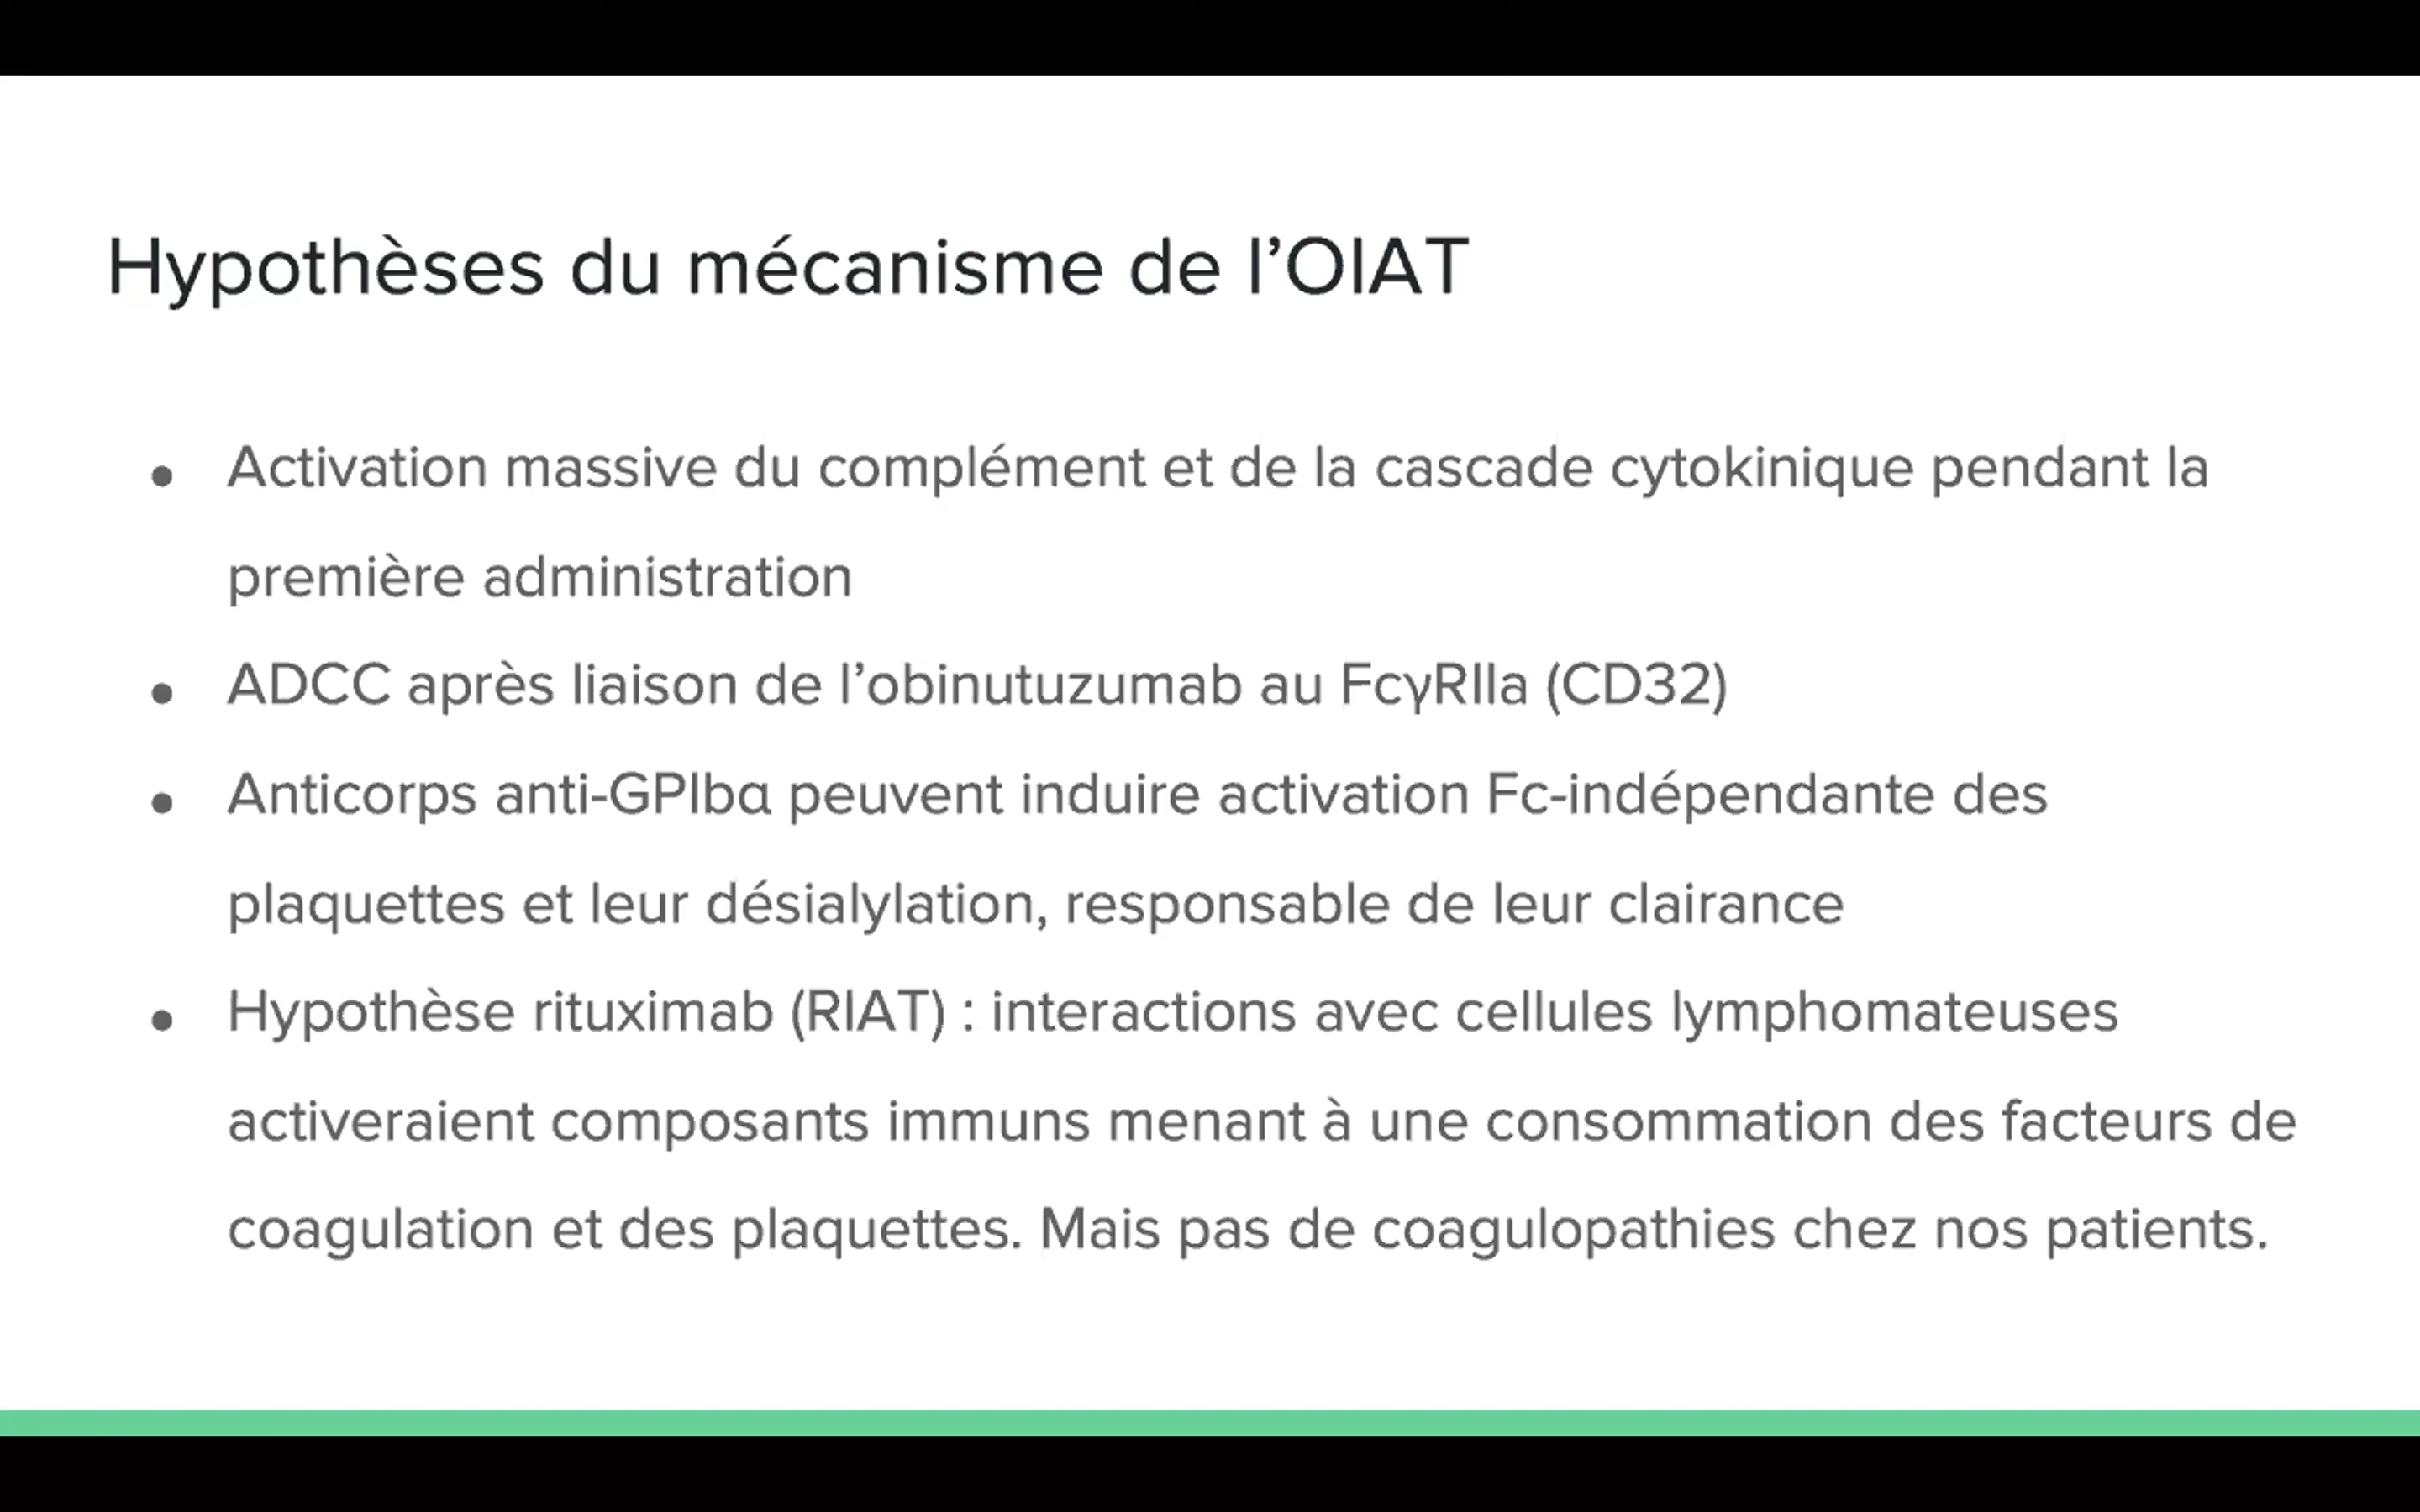 Hypothèses du mécanisme de l’OIAT
● Activation massive du complément et de la cascade cytokinique pendant la
première administration
● ADCC après liaison de l’obinutuzumab au FcγRIIa (CD32)
● Anticorps anti-GPIbα peuvent induire activation Fc-indépendante des
plaquettes et leur désialylation, responsable de leur clairance
● Hypothèse rituximab (RIAT) : interactions avec cellules lymphomateuses
activeraient composants immuns menant à une consommation des facteurs de
coagulation et des plaquettes. Mais pas de coagulopathies chez nos patients.